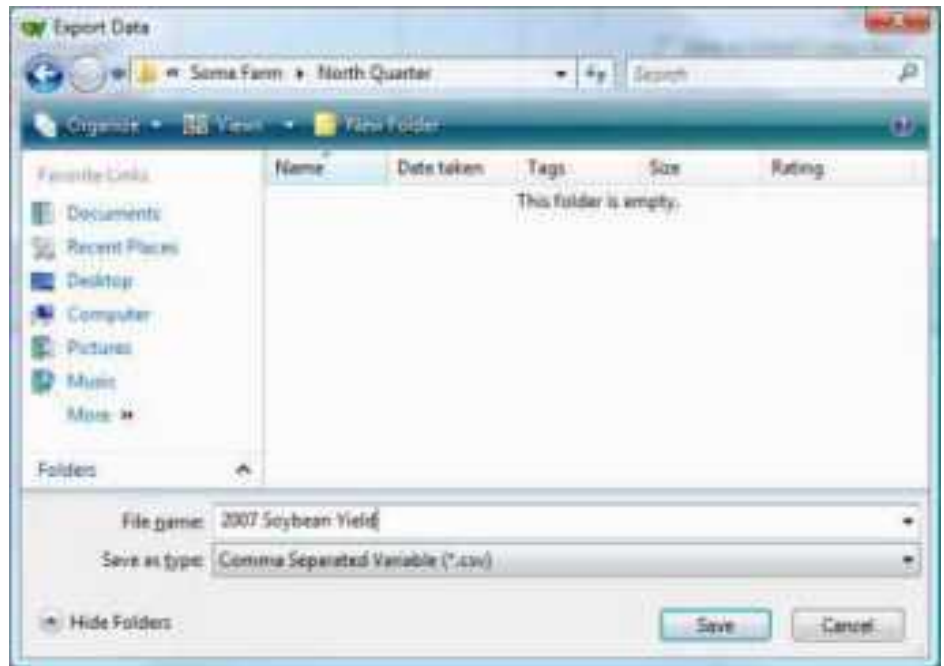 Export Data
« Soma Farm ▸ North Quarter
Search
Organize Views New Folder
Favorite Links
Name Date taken Tags Size Rating
This folder is empty.
Documents
Recent Places
Desktop
Computer
Pictures
Music
More »
Folders
File name: 2007 Soybean Yield
Save as type: Comma Separated Variable (*.csv)
Hide Folders
Save Cancel